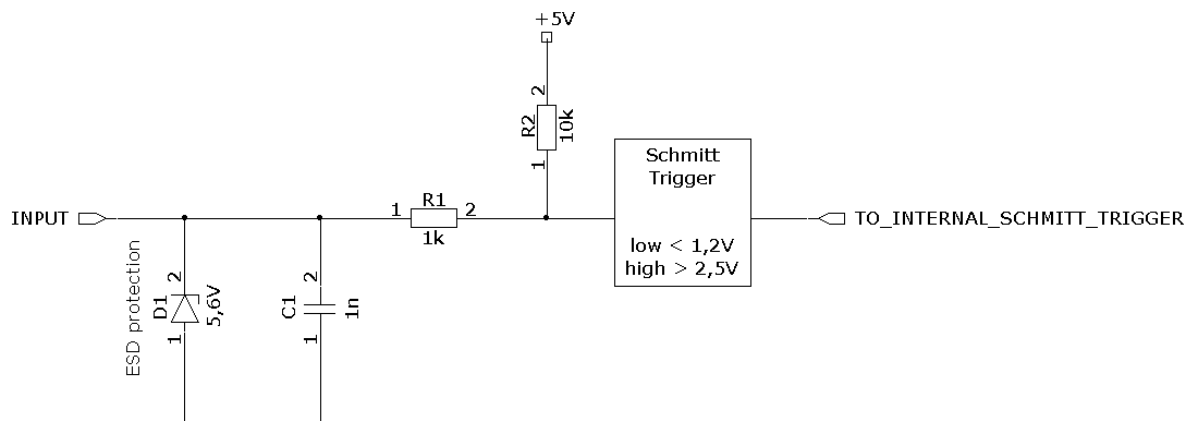 +5V
2
R2
10k
1
Schmitt
Trigger
low < 1,2V
high > 2,5V
INPUT
1
R1
2
1k
TO_INTERNAL_SCHMITT_TRIGGER
ESD protection
2
D1
5,6V
1
2
C1
1n
1